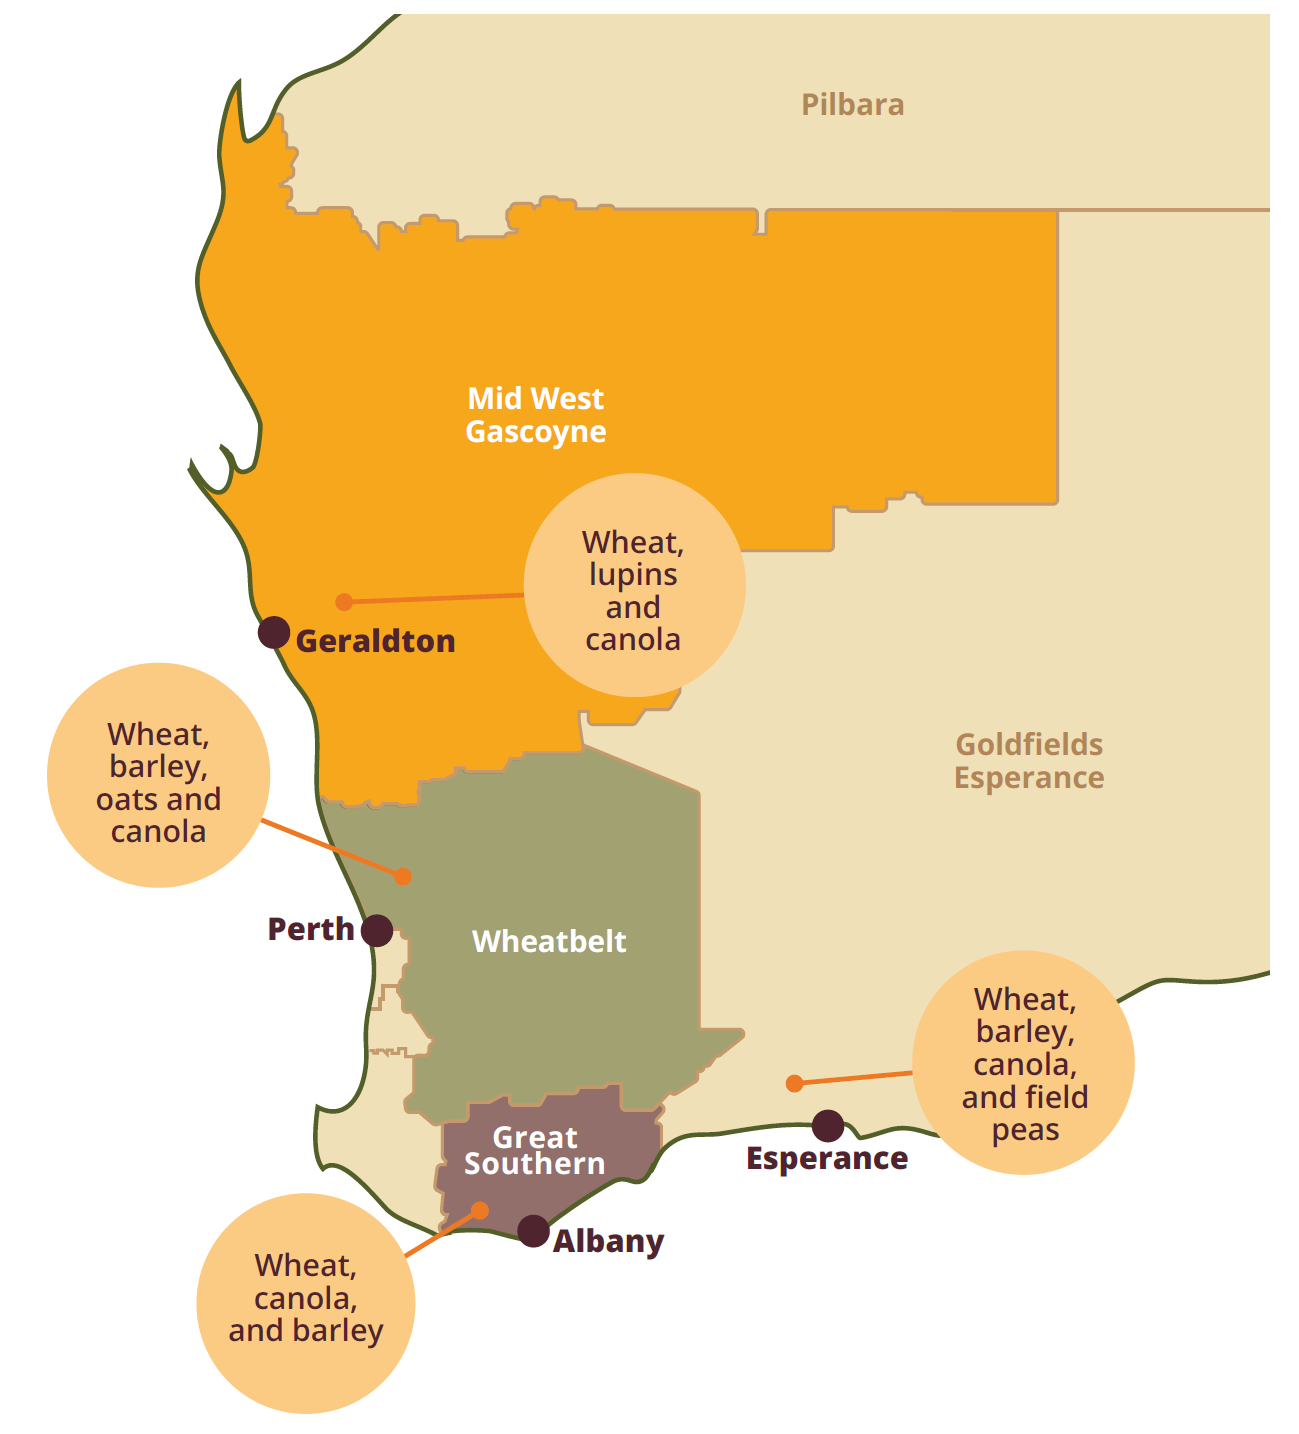 Pilbara
Mid West
Gascoyne
Wheat,
lupins
and
canola
Geraldton
Wheat,
barley,
oats and
canola
Goldfields
Esperance
Perth
Wheatbelt
Wheat,
barley,
canola,
and field
peas
Great
Southern
Esperance
Albany
Wheat,
canola,
and barley